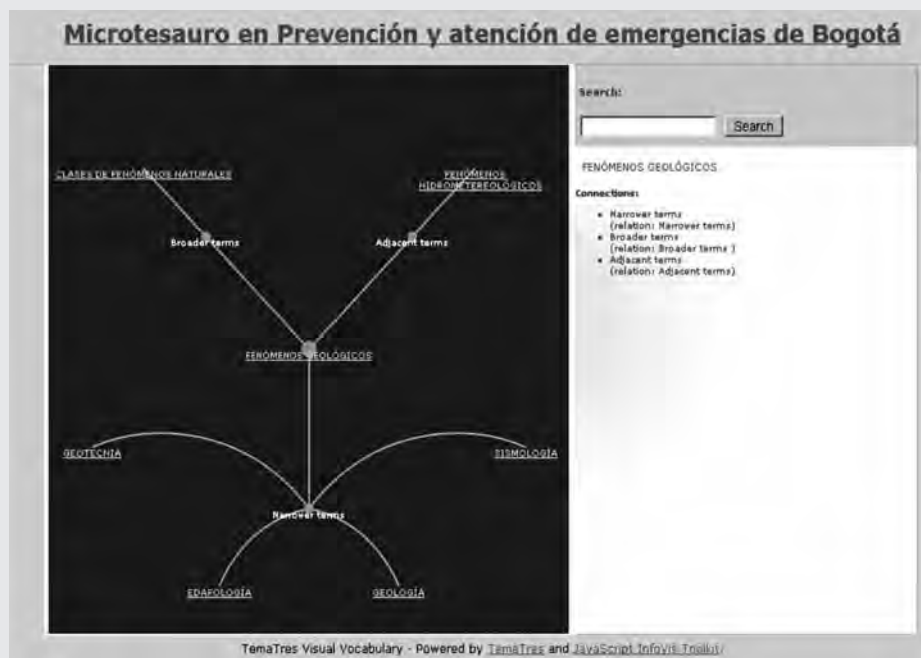 Microtesauro en Prevención y atención de emergencias de Bogotá
Search:
Search
CLASES DE FENÓMENOS NATURALES
FENÓMENOS
HIDROMETEREOLÓGICOS
Broader terms
Adjacent terms
FENÓMENOS GEOLÓGICOS
GEOTECNIA
SISMOLOGÍA
Narrower terms
EDAFOLOGÍA
GEOLOGÍA
FENÓMENOS GEOLÓGICOS
Connections:
Narrower terms
(relation: Narrower terms)
Broader terms
(relation: Broader terms )
Adjacent terms
(relation: Adjacent terms)
TemaTres Visual Vocabulary - Powered by TemaTres and JavaScript InfoVis Toolkit/